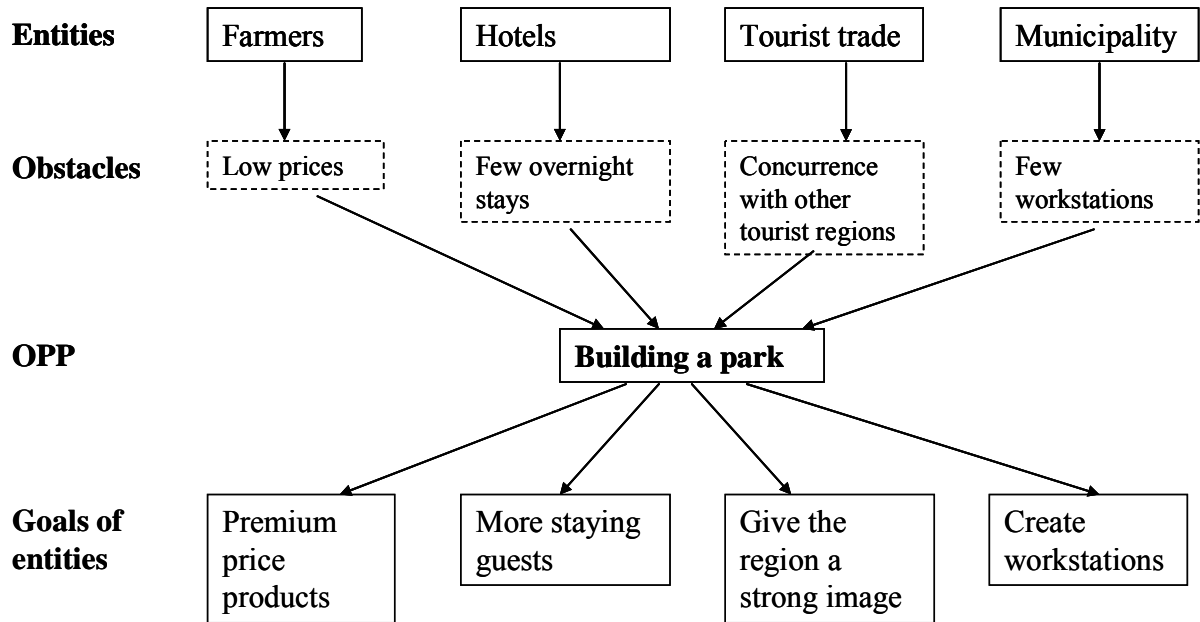 Entities
Farmers
Hotels
Tourist trade
Municipality
Obstacles
Low prices
Few overnight
stays
Concurrence
with other
tourist regions
Few
workstations
OPP
Building a park
Goals of
entities
Premium
price
products
More staying
guests
Give the
region a
strong image
Create
workstations